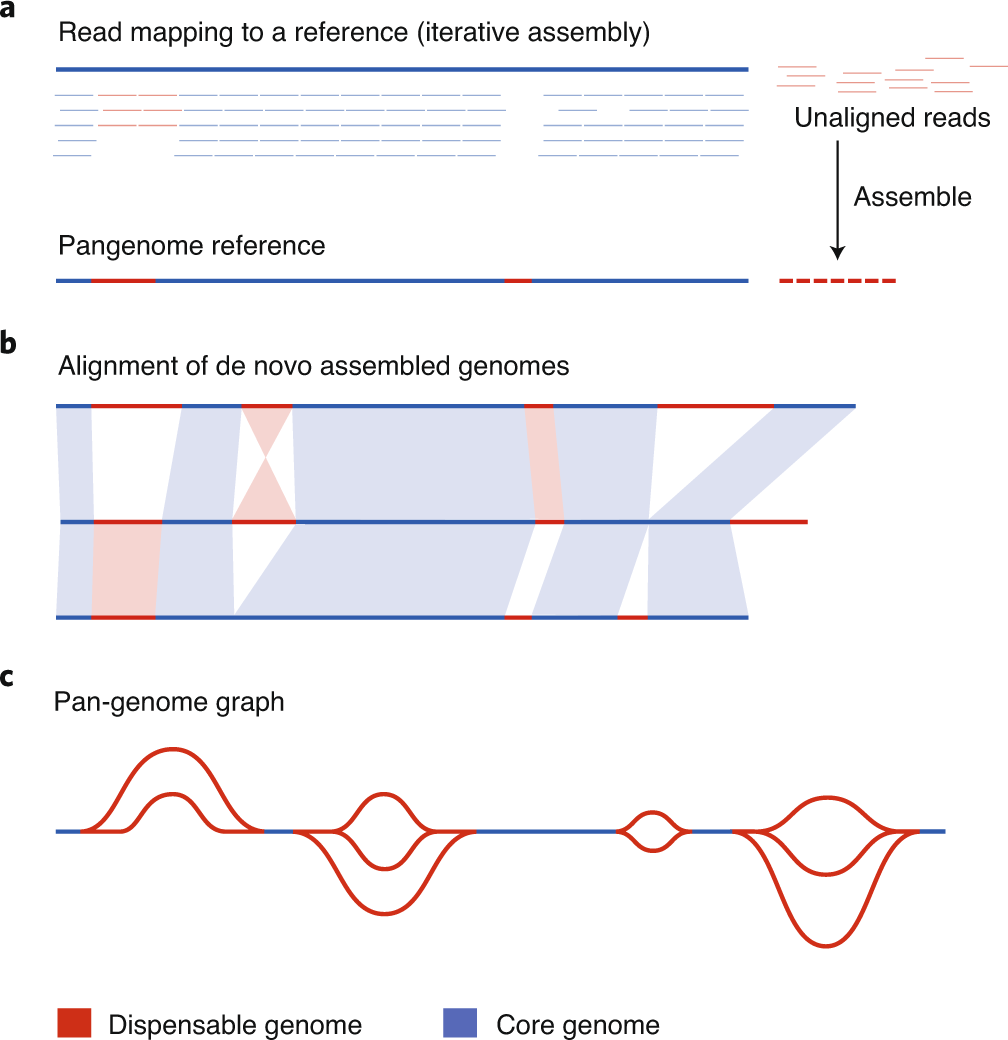 a
Read mapping to a reference (iterative assembly)
Unaligned reads
Assemble
Pangenome reference
b
Alignment of de novo assembled genomes
c
Pan-genome graph
Dispensable genome
Core genome